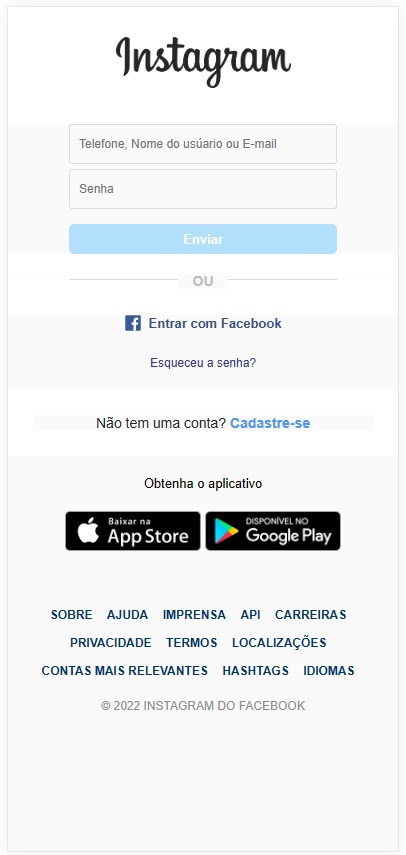 Instagram
Telefone, Nome do usúario ou E-mail
Senha
Enviar
OU
Entrar com Facebook
Esqueceu a senha?
Não tem uma conta? Cadastre-se
Obtenha o aplicativo
Baixar na
App Store
DISPONÍVEL NO
Google Play
SOBRE AJUDA IMPRENSA API CARREIRAS
PRIVACIDADE TERMOS LOCALIZAÇÕES
CONTAS MAIS RELEVANTES HASHTAGS IDIOMAS
© 2022 INSTAGRAM DO FACEBOOK